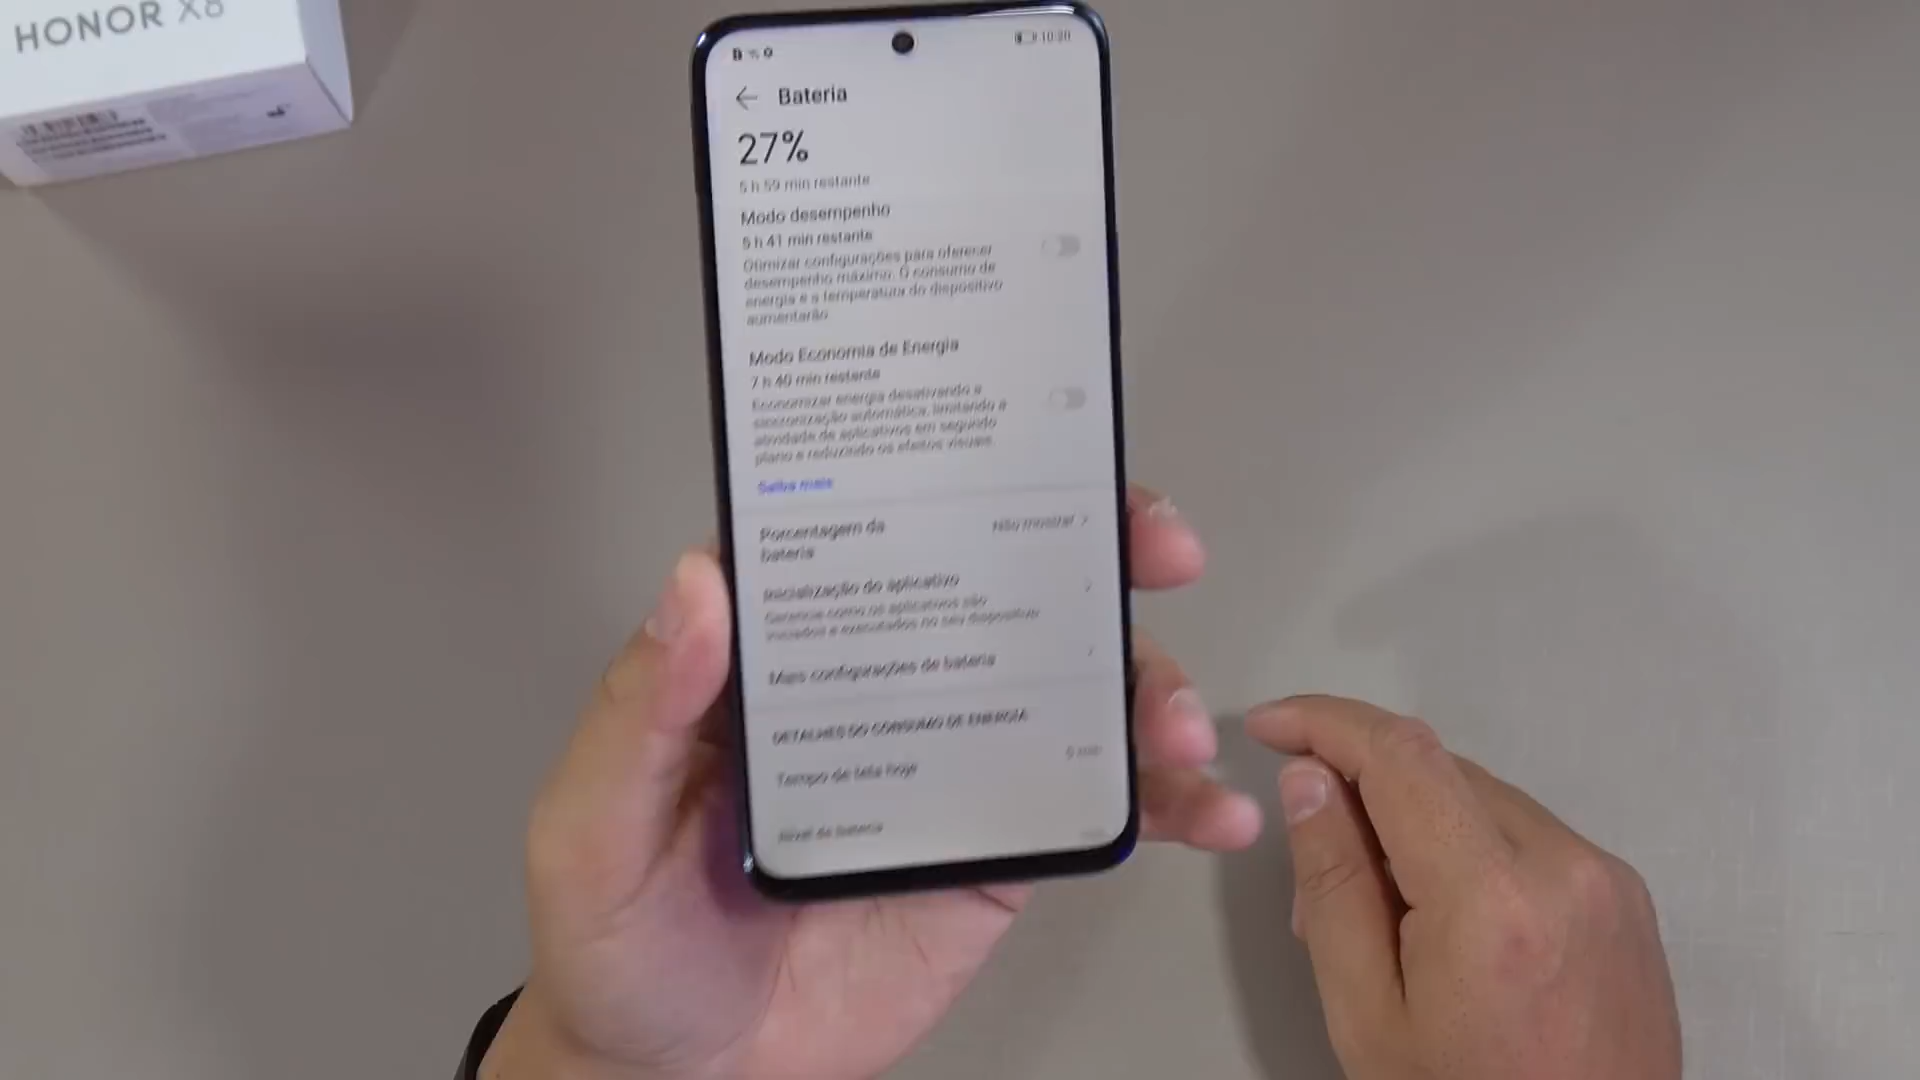 HONOR X8
10:20
Bateria
27%
5 h 59 min restante
Modo desempenho
5 h 41 min restante
Otimizar configurações para oferecer
desempenho máximo. O consumo de
energia e a temperatura do dispositivo
aumentarão.
Modo Economia de Energia
7 h 40 min restante
Economizar energia desativando a
sincronização automática, limitando a
atividade de aplicativos em segundo
plano e reduzindo os efeitos visuais.
Saiba mais
Porcentagem da
bateria
Não mostrar
Inicialização do aplicativo
Gerencie como os aplicativos são
iniciados e executados no seu dispositivo
Mais configurações de bateria
DETALHES DO CONSUMO DE ENERGIA
Tempo de tela hoje
min
Nível de bateria